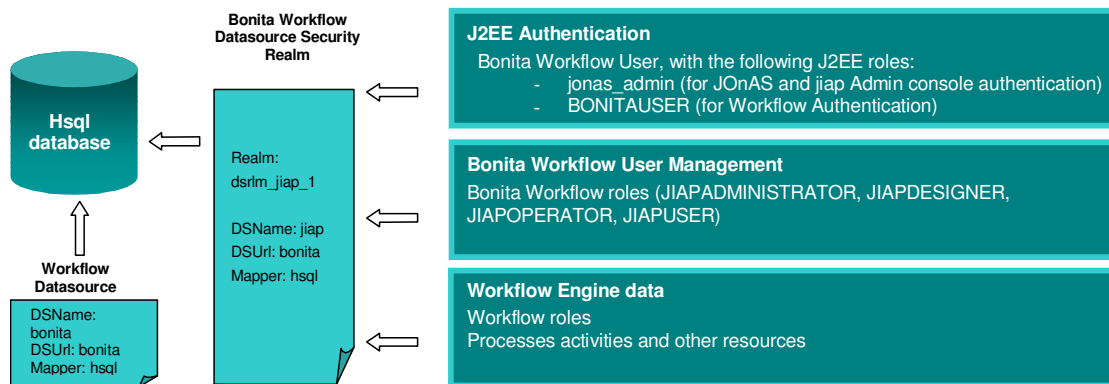 Bonita Workflow
Datasource Security
Realm
Hsql
database
Realm:
dsrlm_jiap_1
DSName: jiap
DSUrl: bonita
Mapper: hsql
Workflow
Datasource
DSName:
bonita
DSUrl: bonita
Mapper: hsql
J2EE Authentication
Bonita Workflow User, with the following J2EE roles:
- jonas_admin (for JOnAS and jiap Admin console authentication)
- BONITAUSER (for Workflow Authentication)
Bonita Workflow User Management
Bonita Workflow roles (JIAPADMINISTRATOR, JIAPDESIGNER,
JIAPOPERATOR, JIAPUSER)
Workflow Engine data
Workflow roles
Processes activities and other resources